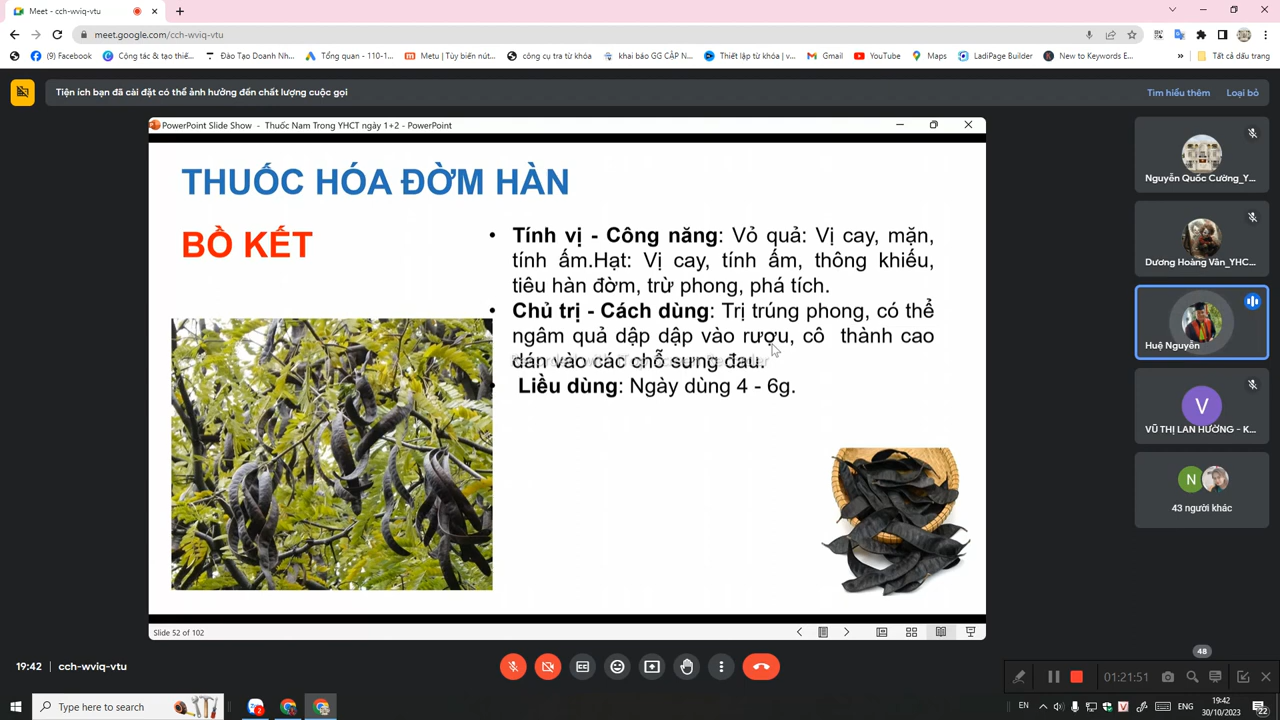 Meet - cch-wviq-vtu
meet.google.com/cch-wviq-vtu
(3) Facebook
Công tác & tạo thiế...
Đào Tạo Doanh Nh...
Tổng quan - 110-1...
Metu | Tùy biến nút...
công cụ tra từ khóa
khai báo GG CẶP N...
Thiết lập từ khóa | v...
Gmail
YouTube
Maps
LadiPage Builder
New to Keywords E...
Tất cả dấu trang
Tiện ích bạn đã cài đặt có thể ảnh hưởng đến chất lượng cuộc gọi
Tìm hiểu thêm
Loại bỏ
PowerPoint Slide Show - Thuốc Nam Trong YHCT ngày 1+2 - PowerPoint
THUỐC HÓA ĐỜM HÀN
BỒ KẾT
• Tính vị - Công năng: Vỏ quả: Vị cay, mặn,
tính ấm.Hạt: Vị cay, tính ấm, thông khiếu,
tiêu hàn đờm, trừ phong, phá tích.
• Chủ trị - Cách dùng: Trị trúng phong, có thể
ngâm quả dập dập vào rượu, cô thành cao
dán vào các chỗ sưng đau.
• Liều dùng: Ngày dùng 4 - 6g.
Slide 52 of 102
Nguyễn Quốc Cường_Y...
Dương Hoàng Vân_YHC...
Huệ Nguyễn
V
VŨ THỊ LAN HƯỜNG - K...
N
43 người khác
48
19:42
cch-wviq-vtu
01:21:51
Type here to search
2
EN
ENG
19:42
30/10/2023
22